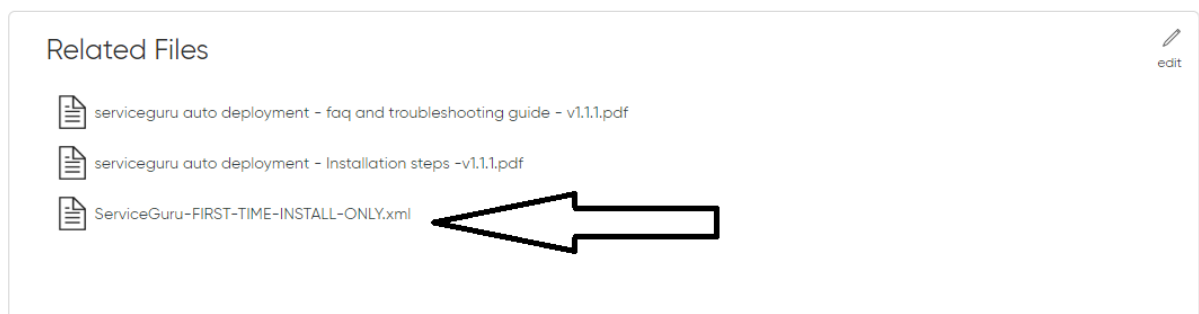 Related Files
edit
serviceguru auto deployment - faq and troubleshooting guide - v1.1.1.pdf
serviceguru auto deployment - Installation steps -v1.1.1.pdf
ServiceGuru-FIRST-TIME-INSTALL-ONLY.xml